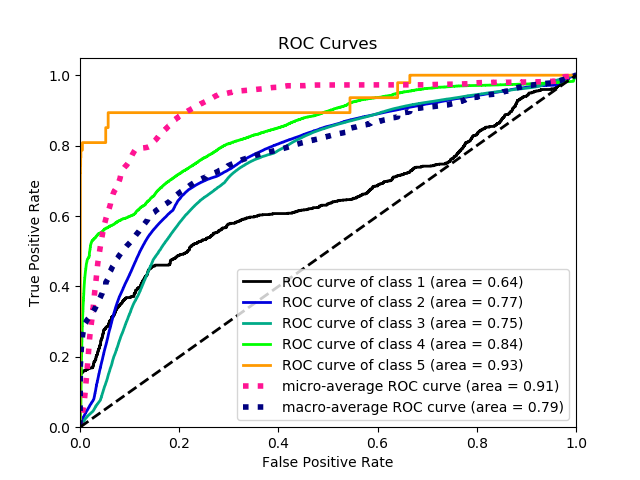 ROC Curves
True Positive Rate
1.0
0.8
0.6
0.4
0.2
0.0
ROC curve of class 1 (area = 0.64)
ROC curve of class 2 (area = 0.77)
ROC curve of class 3 (area = 0.75)
ROC curve of class 4 (area = 0.84)
ROC curve of class 5 (area = 0.93)
micro-average ROC curve (area = 0.91)
macro-average ROC curve (area = 0.79)
0.0 0.2 0.4 0.6 0.8 1.0
False Positive Rate